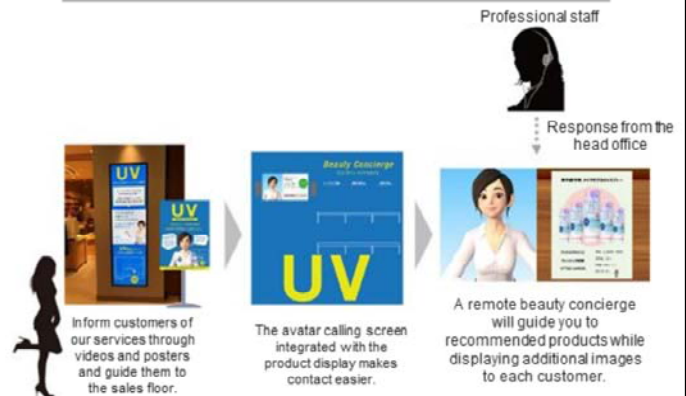 Professional staff
Response from the
head office
UV
UV
Beauty Concierge
UV
Inform customers of
our services through
videos and posters
and guide them to
the sales floor.
The avatar calling screen
integrated with the
product display makes
contact easier.
A remote beauty concierge
will guide you to
recommended products while
displaying additional images
to each customer.